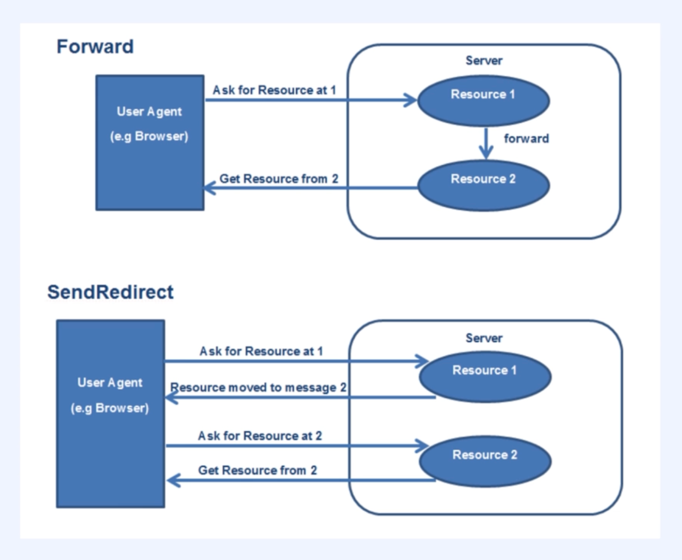 Forward
Server
Ask for Resource at 1
Resource 1
User Agent
(e.g Browser)
forward
Get Resource from 2
Resource 2
SendRedirect
Server
Ask for Resource at 1
Resource 1
User Agent
(e.g Browser)
Resource moved to message 2
Ask for Resource at 2
Resource 2
Get Resource from 2